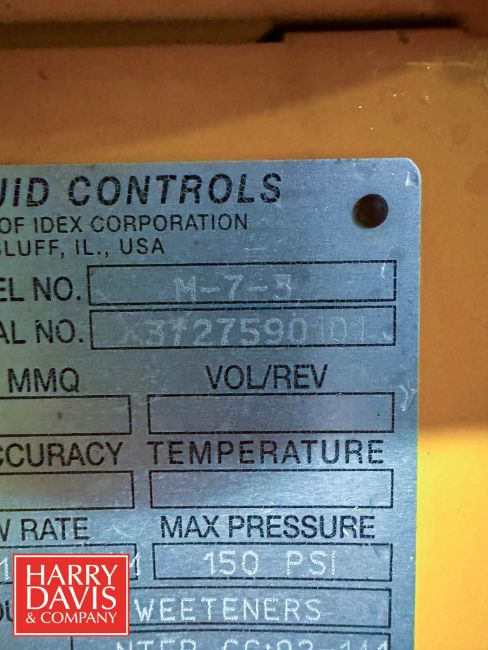 UID CONTROLS
OF IDEX CORPORATION
BLUFF, IL., USA
EL NO. M-7-3
AL NO.
MMQ VOL/REV
CCURACY TEMPERATURE
W RATE MAX PRESSURE
150 PSI
WEETENERS
HARRY
DAVIS
& COMPANY